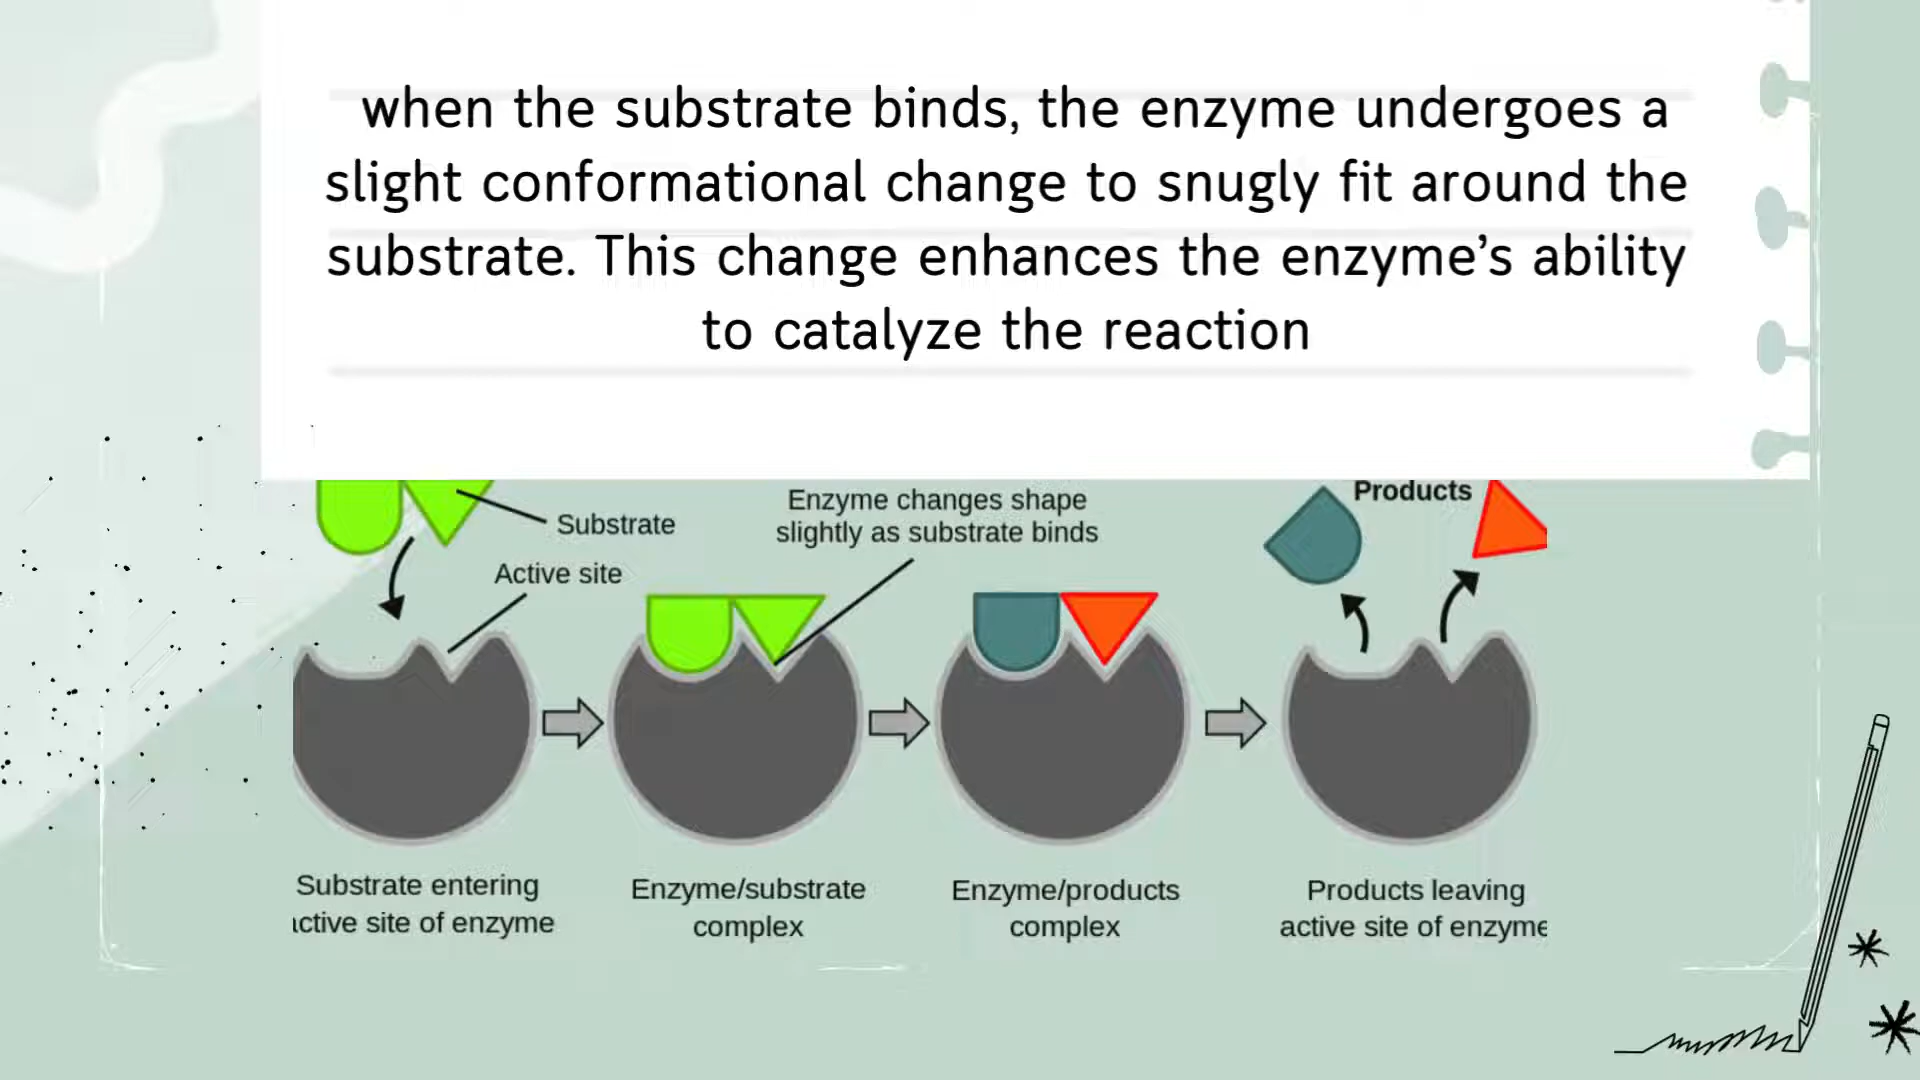 when the substrate binds, the enzyme undergoes a
slight conformational change to snugly fit around the
substrate. This change enhances the enzyme’s ability
to catalyze the reaction
Substrate
Active site
Enzyme changes shape
slightly as substrate binds
Products
Substrate entering
active site of enzyme
Enzyme/substrate
complex
Enzyme/products
complex
Products leaving
active site of enzyme